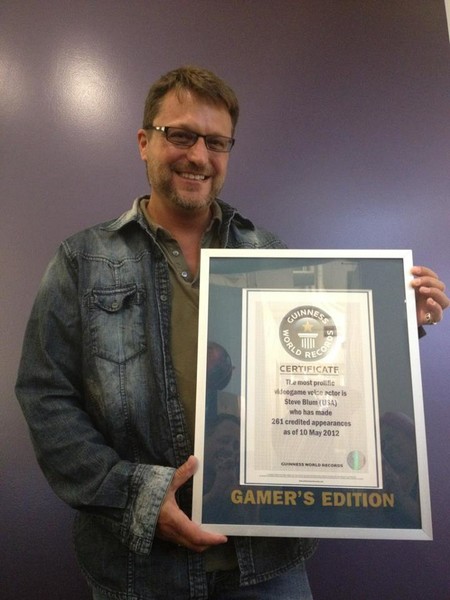 GUINNESS
WORLD RECORDS
CERTIFICATE
The most prolific
videogame voice actor is
Steve Blum (USA)
who has made
261 credited appearances
as of 10 May 2012
GUINNESS WORLD RECORDS
GAMER'S EDITION